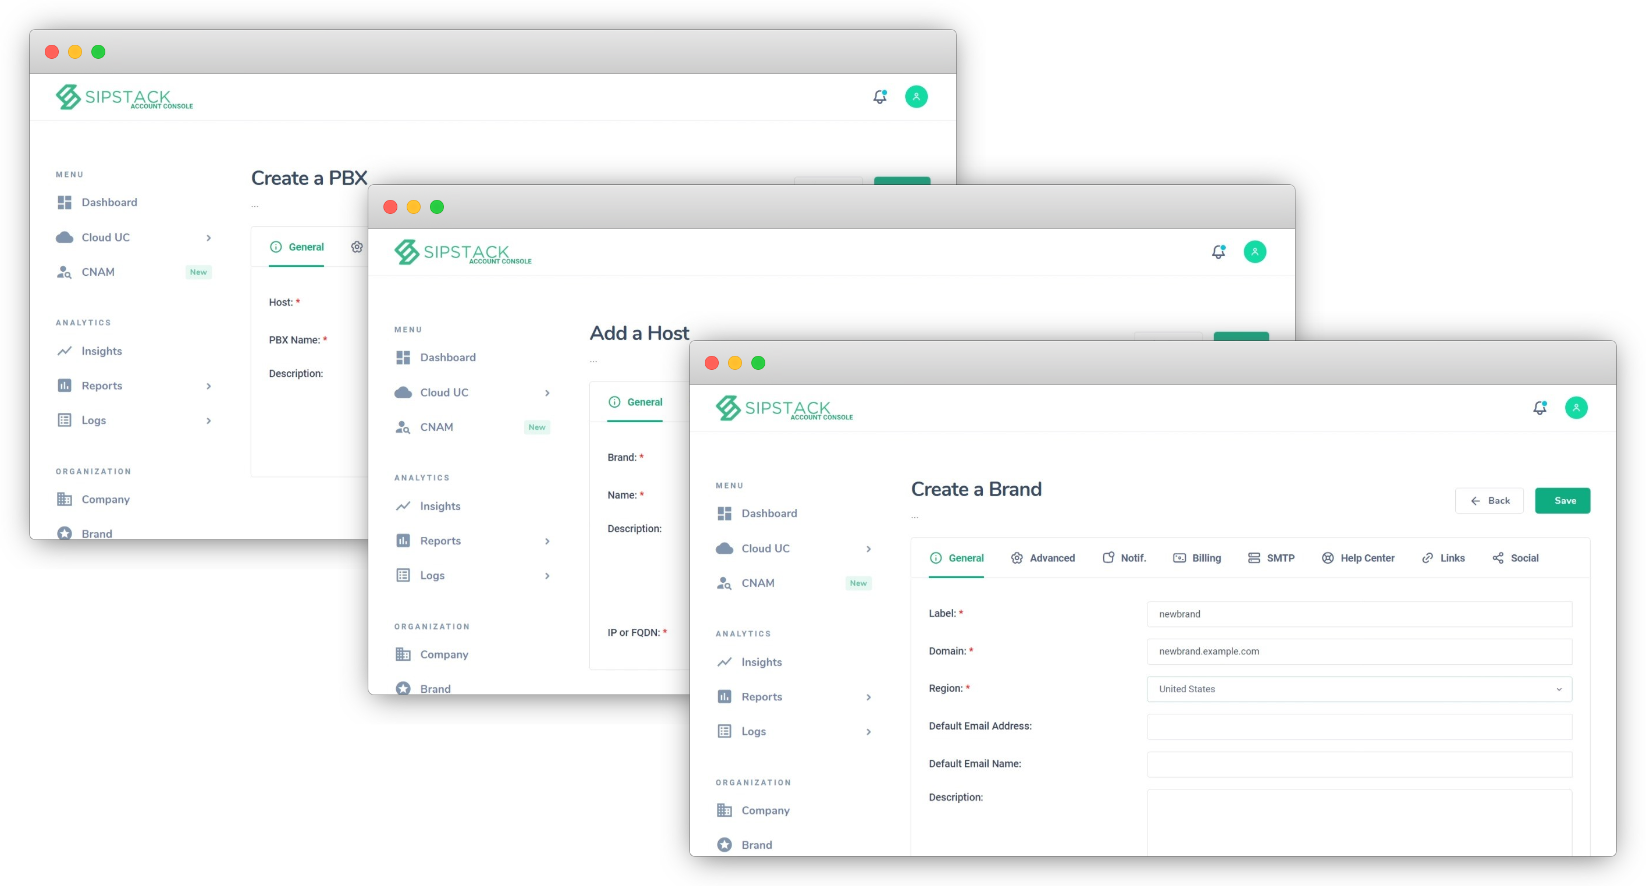 SIPSTACK
ACCOUNT CONSOLE
MENU
Dashboard
Cloud UC
CNAM
New
ANALYTICS
Insights
Reports
Logs
ORGANIZATION
Company
Brand
Create a PBX
...
General
Host: *
PBX Name: *
Description:
SIPSTACK
ACCOUNT CONSOLE
MENU
Dashboard
Cloud UC
CNAM
New
ANALYTICS
Insights
Reports
Logs
ORGANIZATION
Company
Brand
Add a Host
...
General
Brand: *
Name: *
Description:
IP or FQDN: *
SIPSTACK
ACCOUNT CONSOLE
MENU
Dashboard
Cloud UC
CNAM
New
ANALYTICS
Insights
Reports
Logs
ORGANIZATION
Company
Brand
Create a Brand
...
Back
Save
General
Advanced
Notif.
Billing
SMTP
Help Center
Links
Social
Label: *
newbrand
Domain: *
newbrand.example.com
Region: *
United States
Default Email Address:
Default Email Name:
Description: